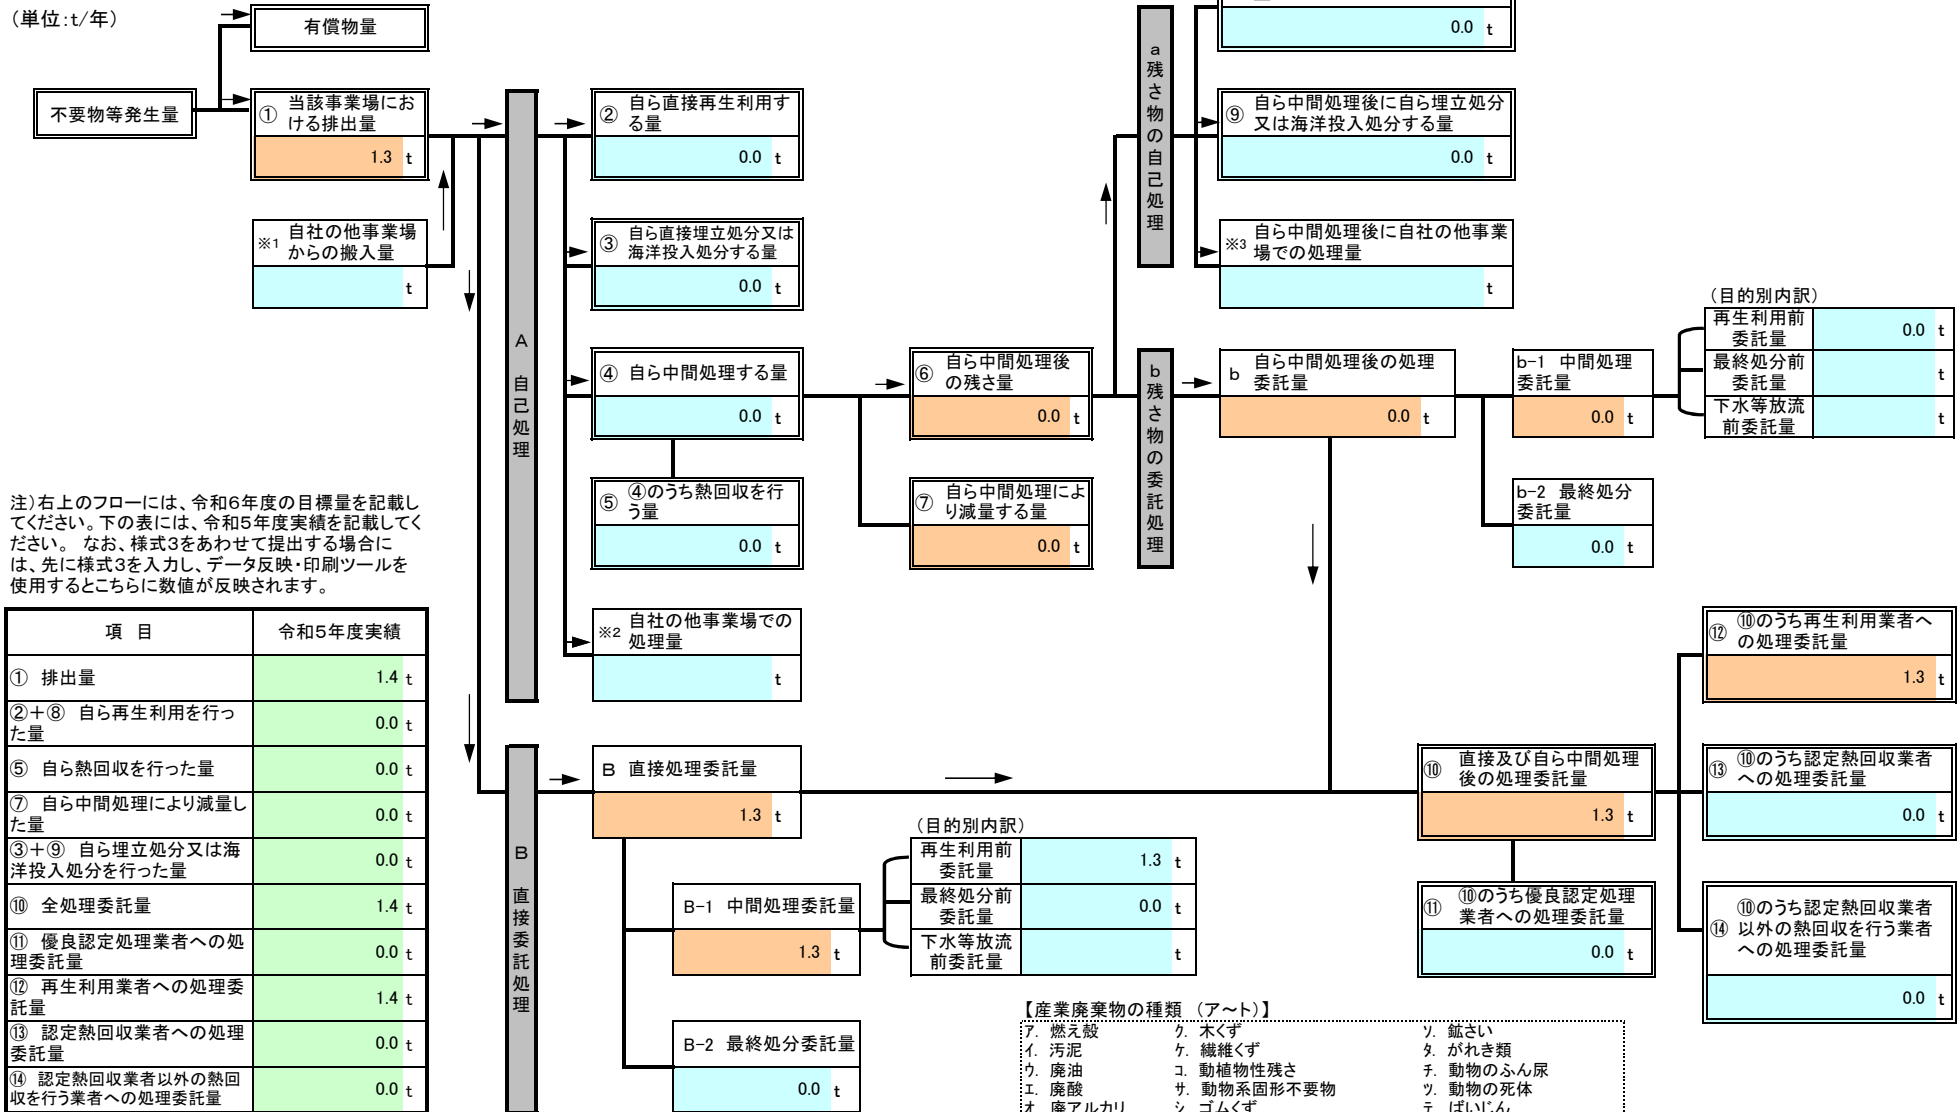 (単位:t/年)
有償物量
不要物等発生量
① 当該事業場にお
ける排出量
1.3 t
※1 自社の他事業場
からの搬入量
t
A 自己処理
② 自ら直接再生利用す
る量
0.0 t
③ 自ら直接埋立処分又は
海洋投入処分する量
0.0 t
④ 自ら中間処理する量
0.0 t
⑤ ④のうち熱回収を行
う量
0.0 t
※2 自社の他事業場での
処理量
t
⑥ 自ら中間処理後
の残さ量
0.0 t
⑦ 自ら中間処理によ
り減量する量
0.0 t
a 残さ物の自己処理
0.0 t
⑨ 自ら中間処理後に自ら埋立処分
又は海洋投入処分する量
0.0 t
※3 自ら中間処理後に自社の他事業
場での処理量
t
b 残さ物の委託処理
b 自ら中間処理後の処理
委託量
0.0 t
b-1 中間処理
委託量
0.0 t
b-2 最終処分
委託量
0.0 t
(目的別内訳)
再生利用前
委託量
0.0 t
最終処分前
委託量
t
下水等放流
前委託量
t
注)右上のフローには、令和6年度の目標量を記載し
てください。下の表には、令和5年度実績を記載してく
ださい。 なお、様式3をあわせて提出する場合に
は、先に様式3を入力し、データ反映・印刷ツールを
使用するとこちらに数値が反映されます。
項 目 令和5年度実績
① 排出量 1.4 t
②+⑧ 自ら再生利用を行っ
た量 0.0 t
⑤ 自ら熱回収を行った量 0.0 t
⑦ 自ら中間処理により減量し
た量 0.0 t
③+⑨ 自ら埋立処分又は海
洋投入処分を行った量 0.0 t
⑩ 全処理委託量 1.4 t
⑪ 優良認定処理業者への処
理委託量 0.0 t
⑫ 再生利用業者への処理委
託量 1.4 t
⑬ 認定熱回収業者への処理
委託量 0.0 t
⑭ 認定熱回収業者以外の熱回
収を行う業者への処理委託量 0.0 t
B 直接委託処理
B 直接処理委託量
1.3 t
B-1 中間処理委託量
1.3 t
B-2 最終処分委託量
0.0 t
(目的別内訳)
再生利用前
委託量
1.3 t
最終処分前
委託量
0.0 t
下水等放流
前委託量
t
⑩ 直接及び自ら中間処理
後の処理委託量
1.3 t
⑪ ⑩のうち優良認定処理
業者への処理委託量
0.0 t
⑫ ⑩のうち再生利用業者へ
の処理委託量
1.3 t
⑬ ⑩のうち認定熱回収業者
への処理委託量
0.0 t
⑭ ⑩のうち認定熱回収業者
以外の熱回収を行う業者
への処理委託量
0.0 t
【産業廃棄物の種類 (ア~ト)】
ア. 燃え殻 ク. 木くず ソ. 鉱さい
イ. 汚泥 ケ. 繊維くず タ. がれき類
ウ. 廃油 コ. 動植物性残さ チ. 動物のふん尿
エ. 廃酸 サ. 動物系固形不要物 ツ. 動物の死体
オ. 廃アルカリ シ. ゴムくず テ. ばいじん